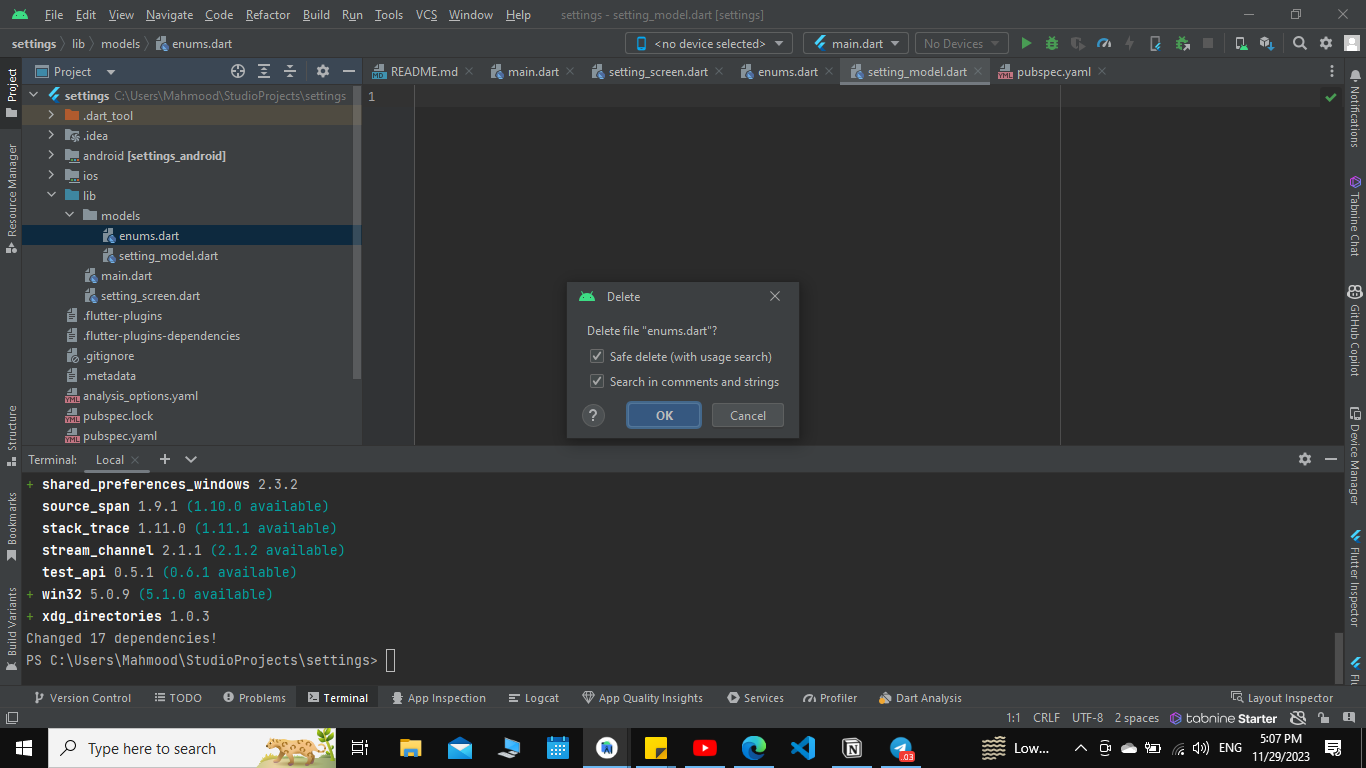 File Edit View Navigate Code Refactor Build Run Tools VCS Window Help settings - setting_model.dart [settings]
settings lib models enums.dart <no device selected> main.dart No Devices
Project
README.md main.dart setting_screen.dart enums.dart setting_model.dart pubspec.yaml
settings C:\Users\Mahmood\StudioProjects\settings
.dart_tool
.idea
android [settings_android]
ios
lib
models
enums.dart
setting_model.dart
main.dart
setting_screen.dart
.flutter-plugins
.flutter-plugins-dependencies
.gitignore
.metadata
analysis_options.yaml
pubspec.lock
pubspec.yaml
1
Delete
Delete file "enums.dart"?
Safe delete (with usage search)
Search in comments and strings
? OK Cancel
Project
Resource Manager
Structure
Bookmarks
Build Variants
Notifications
Tabnine Chat
GitHub Copilot
Device Manager
Flutter Inspector
Terminal: Local
+ shared_preferences_windows 2.3.2
source_span 1.9.1 (1.10.0 available)
stack_trace 1.11.0 (1.11.1 available)
stream_channel 2.1.1 (2.1.2 available)
test_api 0.5.1 (0.6.1 available)
+ win32 5.0.9 (5.1.0 available)
+ xdg_directories 1.0.3
Changed 17 dependencies!
PS C:\Users\Mahmood\StudioProjects\settings>
Version Control TODO Problems Terminal App Inspection Logcat App Quality Insights Services Profiler Dart Analysis Layout Inspector
1:1 CRLF UTF-8 2 spaces tabnine Starter
Type here to search Low... ENG 5:07 PM
11/29/2023